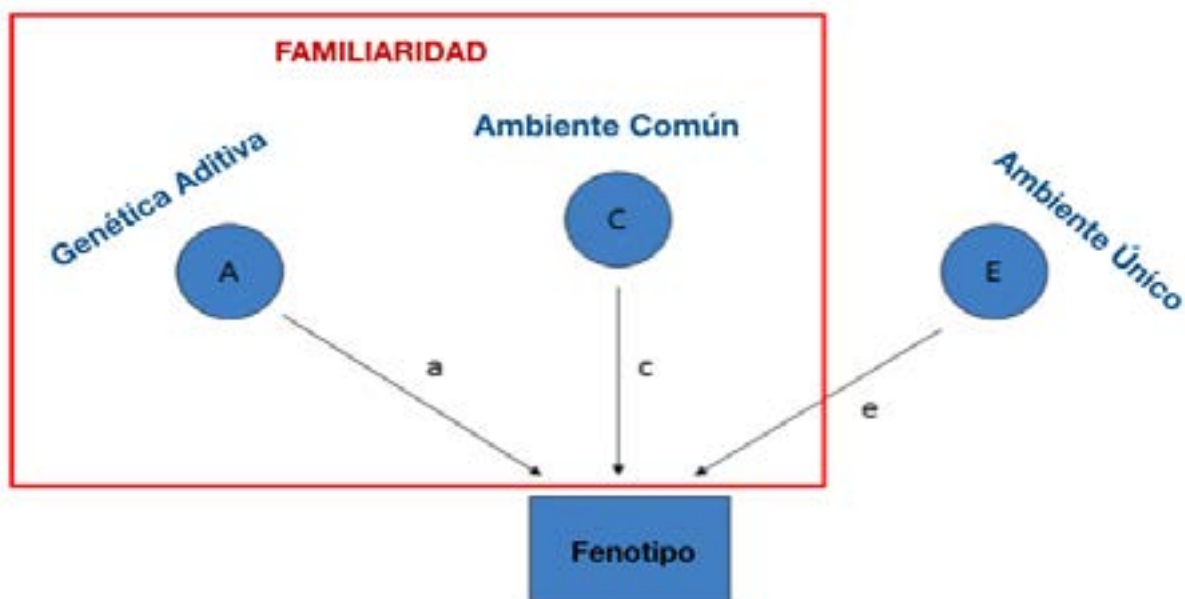 FAMILIARIDAD
Genética Aditiva
Ambiente Común
Ambiente Único
A
C
E
a
c
e
Fenotipo